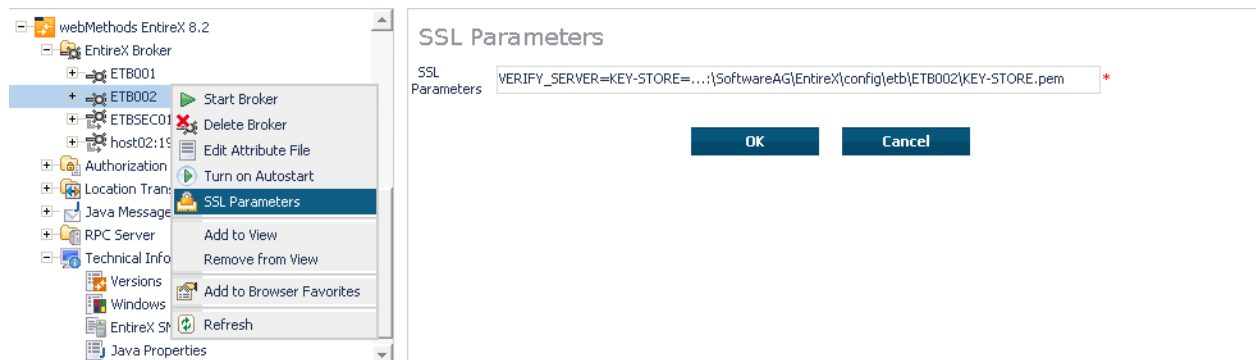 webMethods EntireX 8.2
EntireX Broker
ETB001
ETB002
ETBSEC01
host02:19
Authorization
Location Trans
Java Message
RPC Server
Technical Info
Versions
Windows
EntireX SM
Java Properties
Start Broker
Delete Broker
Edit Attribute File
Turn on Autostart
SSL Parameters
Add to View
Remove from View
Add to Browser Favorites
Refresh
SSL Parameters
SSL
Parameters
VERIFY_SERVER=KEY-STORE=...:\SoftwareAG\EntireX\config\etb\ETB002\KEY-STORE.pem *
OK Cancel